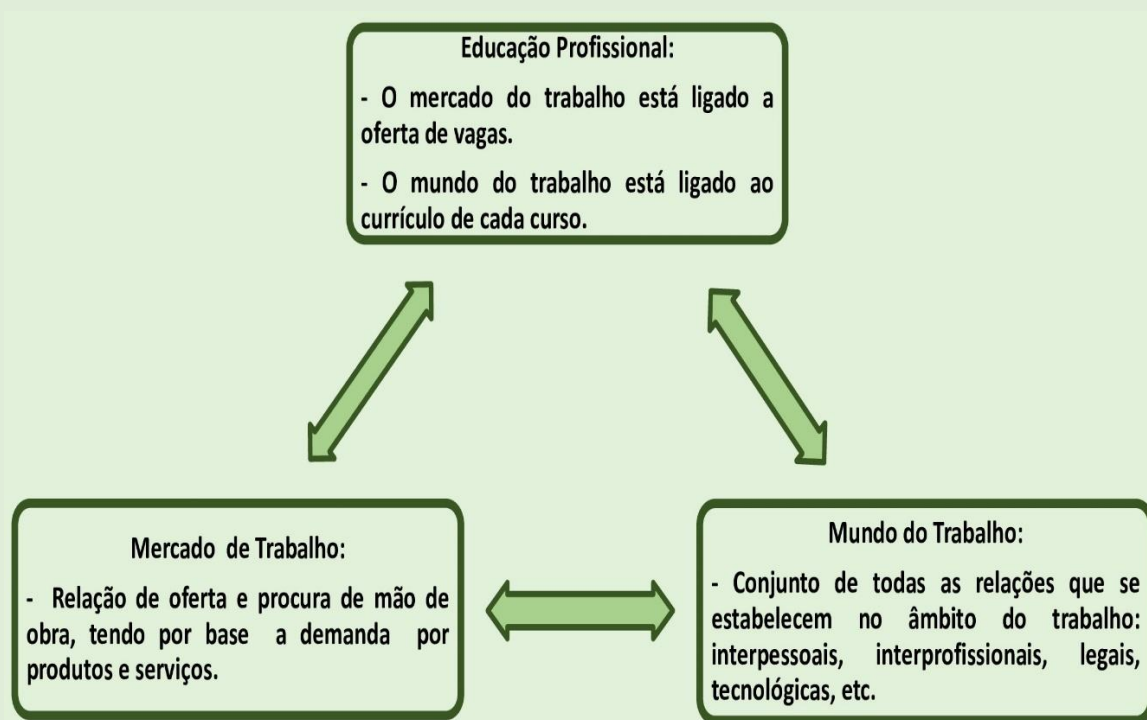 Educação Profissional:
- O mercado do trabalho está ligado a
oferta de vagas.
- O mundo do trabalho está ligado ao
currículo de cada curso.
Mercado de Trabalho:
- Relação de oferta e procura de mão de
obra, tendo por base a demanda por
produtos e serviços.
Mundo do Trabalho:
- Conjunto de todas as relações que se
estabelecem no âmbito do trabalho:
interpessoais, interprofissionais, legais,
tecnológicas, etc.